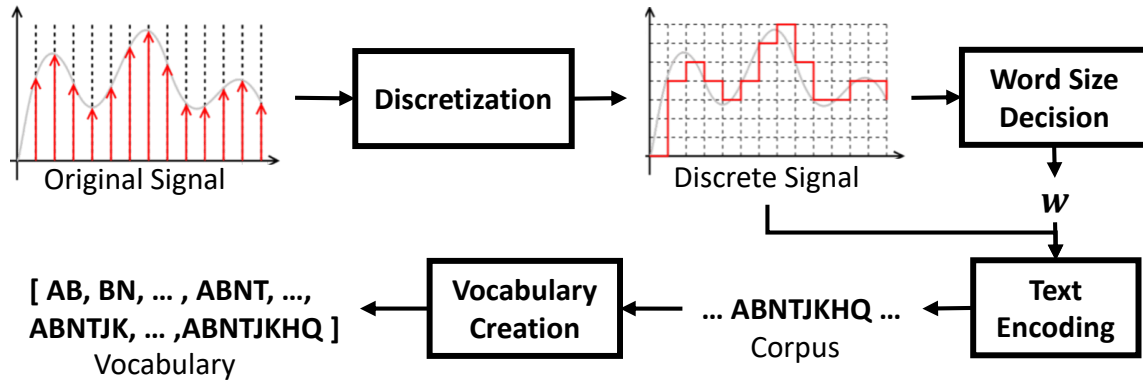 Original Signal
Discretization
Discrete Signal
Word Size
Decision
w
Text
Encoding
... ABNTJKHQ ...
Corpus
Vocabulary
Creation
[ AB, BN, ... , ABNT, ...,
ABNTJK, ... ,ABNTJKHQ ]
Vocabulary